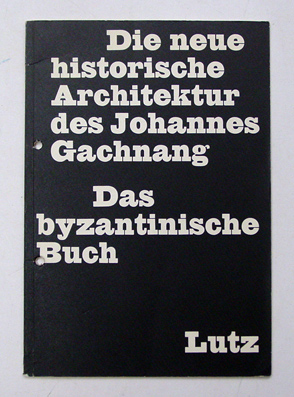 Die neue
historische
Architektur
des Johannes
Gachnang
Das
byzantinische
Buch
Lutz